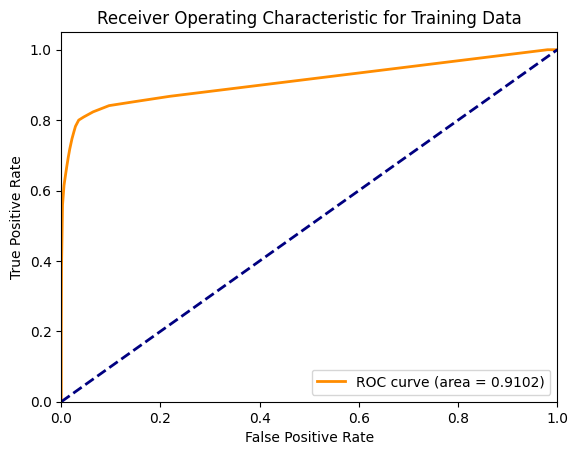 Receiver Operating Characteristic for Training Data
1.0
0.8
0.6
0.4
0.2
0.0
True Positive Rate
ROC curve (area = 0.9102)
0.0 0.2 0.4 0.6 0.8 1.0
False Positive Rate